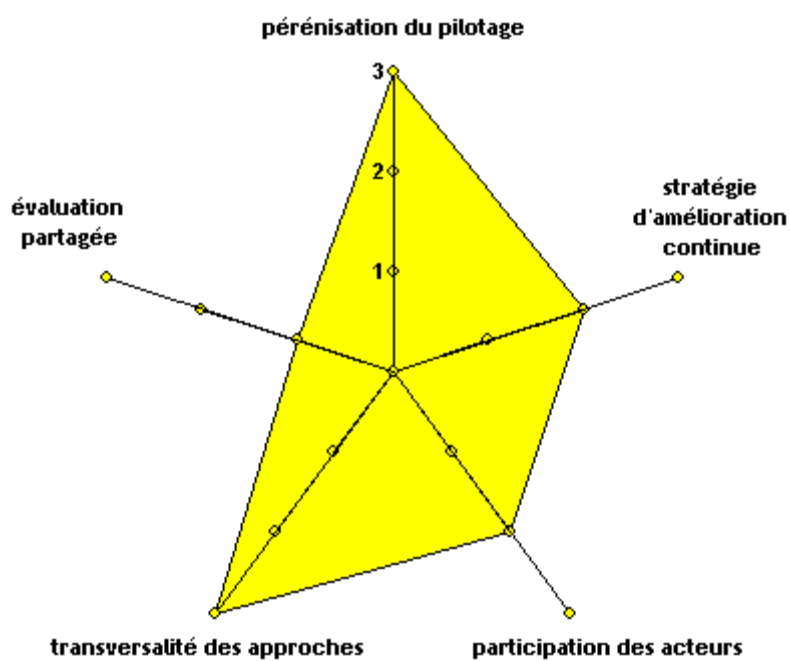 pérénisation du pilotage
3
2
1
stratégie
d'amélioration
continue
évaluation
partagée
transversalité des approches
participation des acteurs